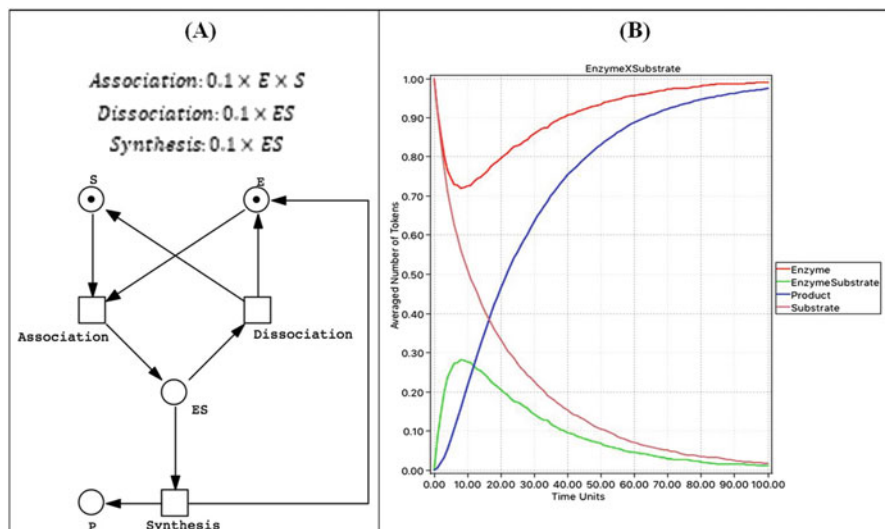 (A)
Association: 0.1 × E × S
Dissociation: 0.1 × ES
Synthesis: 0.1 × ES
S
E
Association
Dissociation
ES
P
Synthesis
(B)
EnzymeXSubstrate
Averaged Number of Tokens
1.00
0.90
0.80
0.70
0.60
0.50
0.40
0.30
0.20
0.10
0.00
0.00 10.00 20.00 30.00 40.00 50.00 60.00 70.00 80.00 90.00 100.00
Time Units
Enzyme
EnzymeSubstrate
Product
Substrate